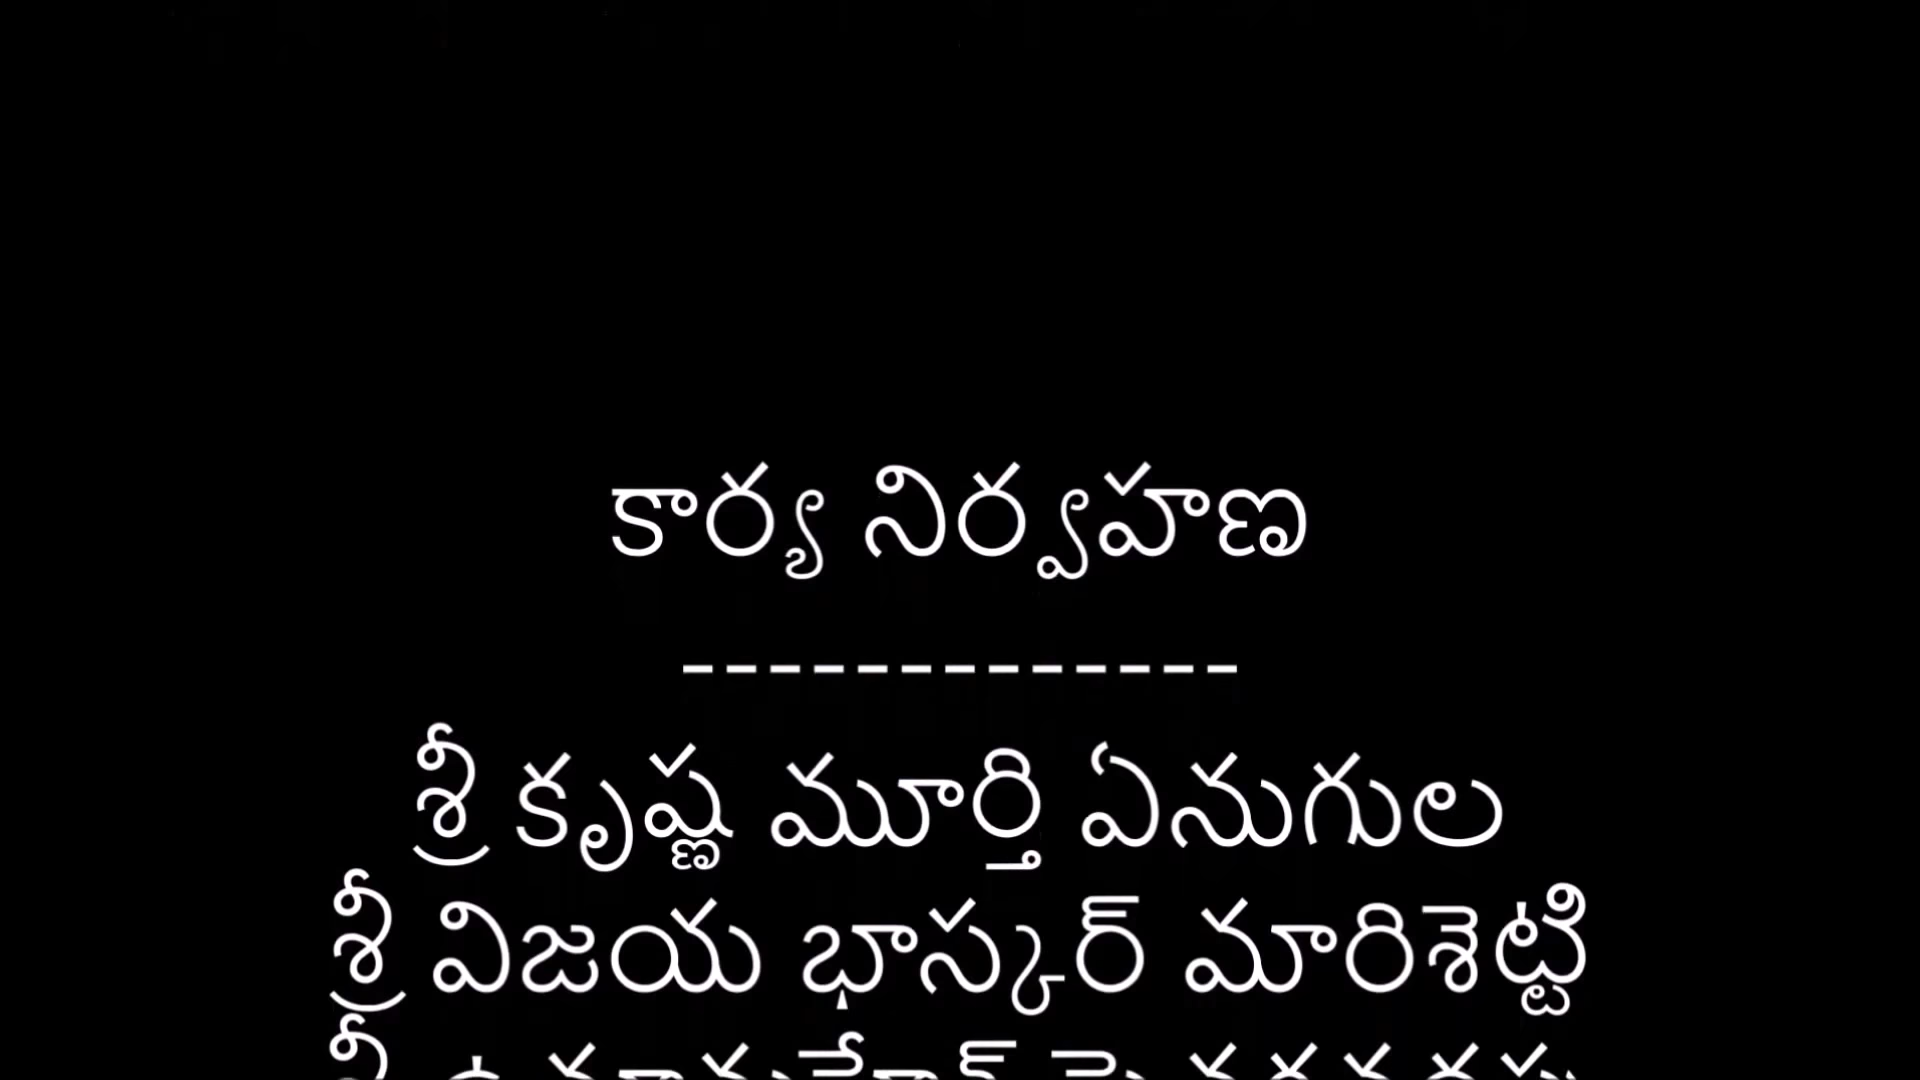 కార్య నిర్వహణ
-------------
శ్రీ కృష్ణ మూర్తి ఏనుగుల
శ్రీ విజయ భాస్కర్ మారిశెట్టి
శ్రీ